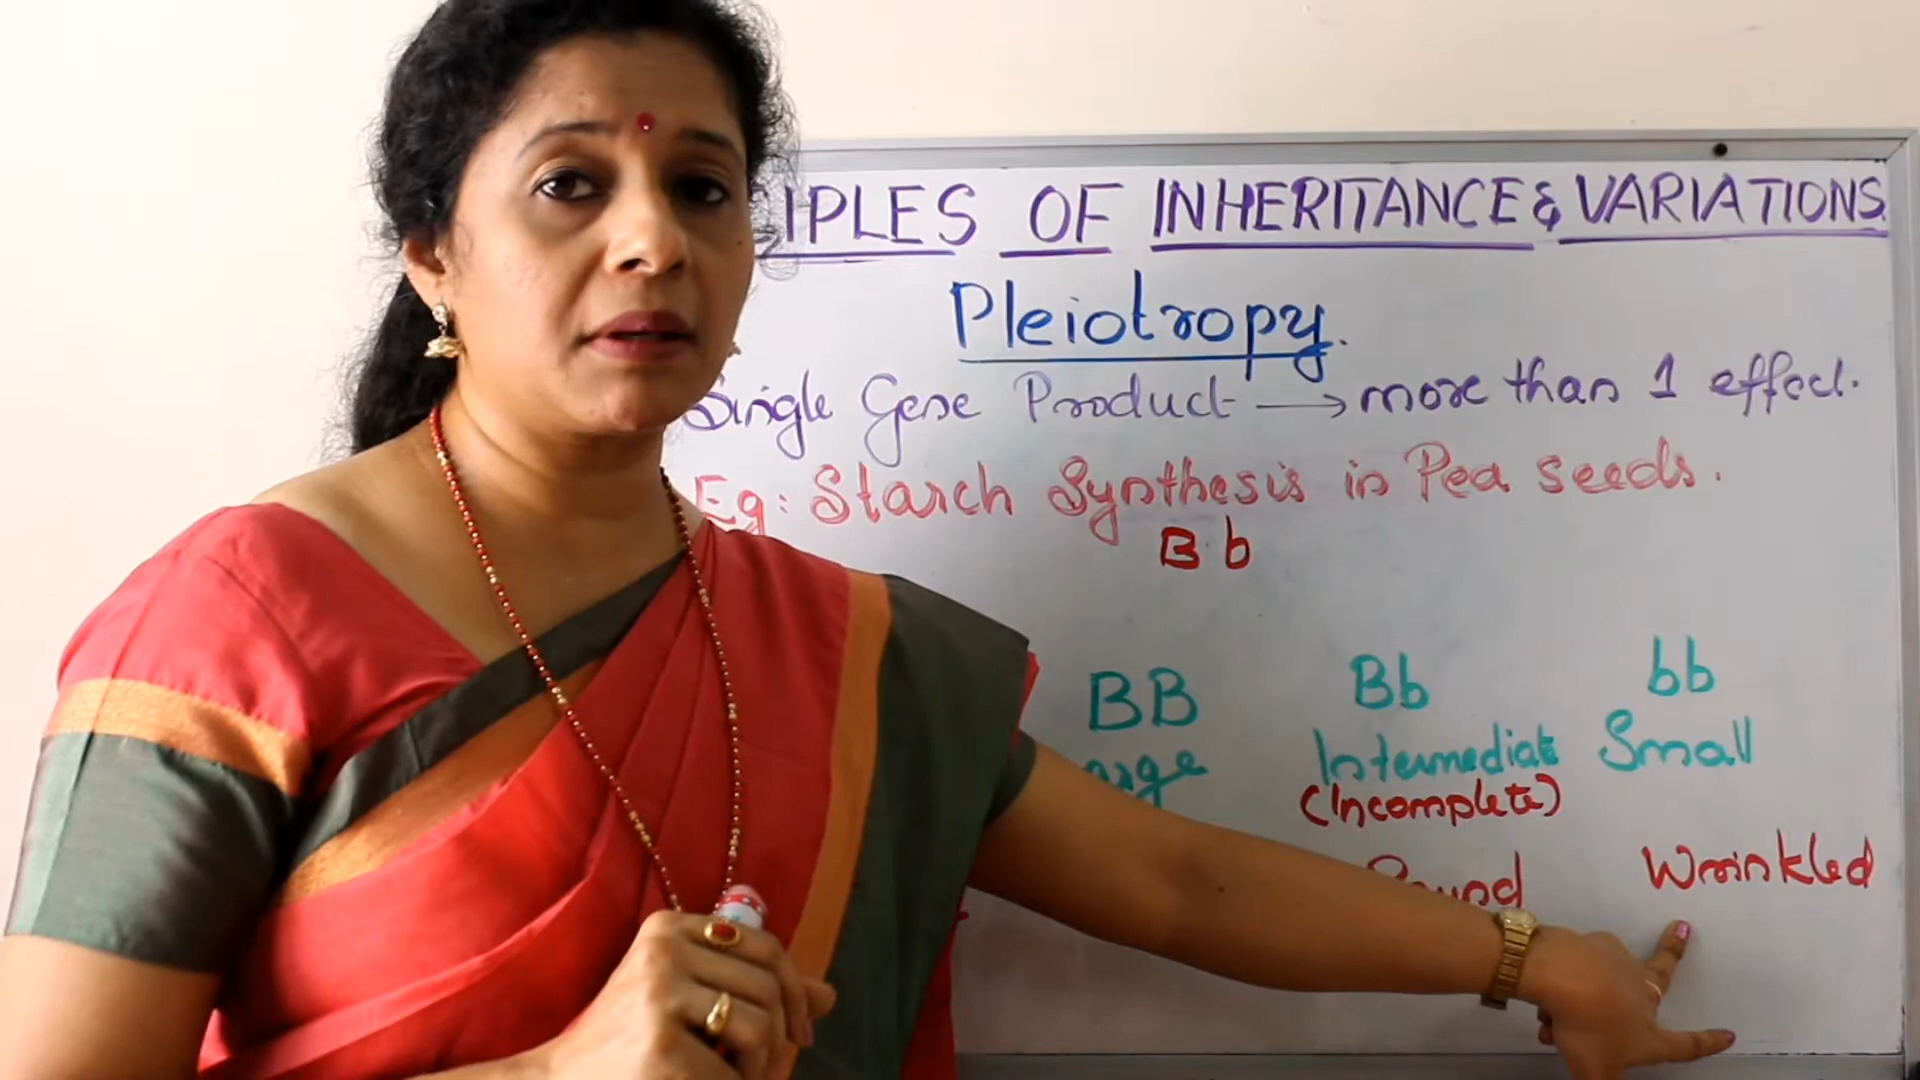 IPLES OF INHERITANCE & VARIATIONS
Pleiotropy.
Single Gene Product → more than 1 effect.
Eg: Starch Synthesis in Pea seeds.
B b
BB Bb bb
Intermediate Small
(Incomplete)
Wrinkled